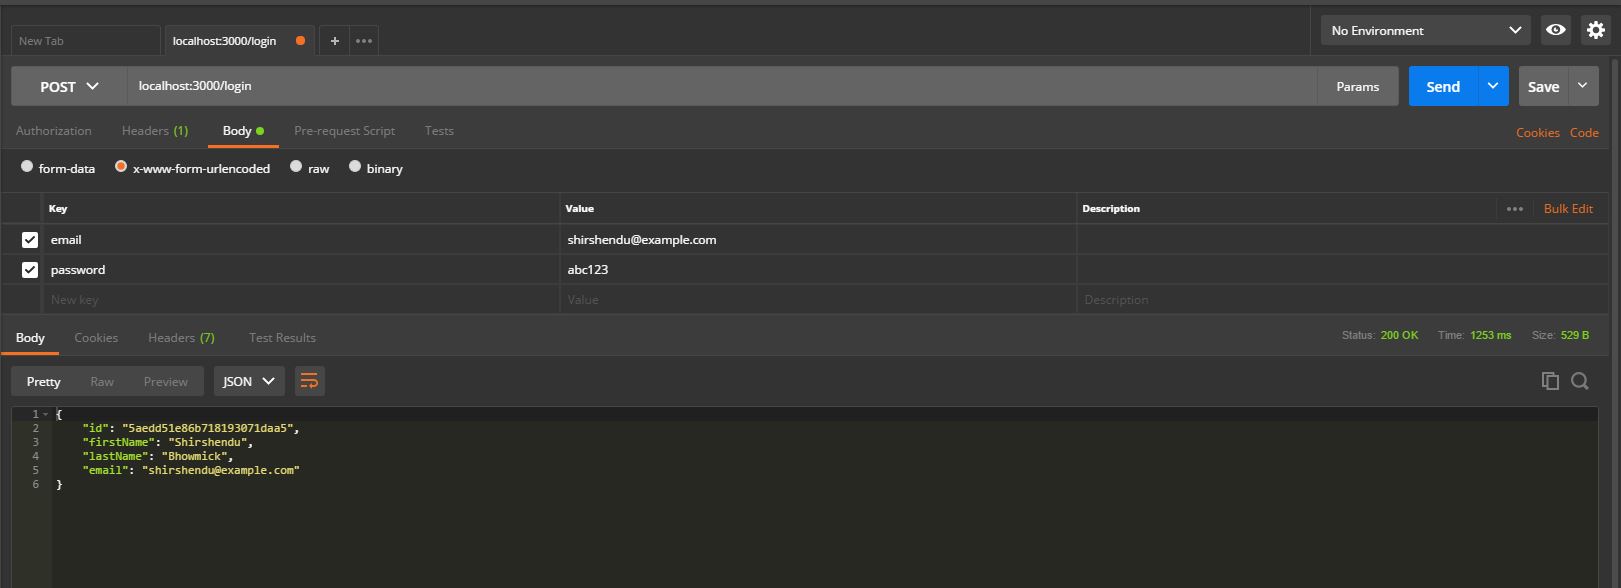 New Tab localhost:3000/login + ••• No Environment
POST localhost:3000/login Params Send Save
Authorization Headers (1) Body Pre-request Script Tests Cookies Code
form-data x-www-form-urlencoded raw binary
Key Value Description ••• Bulk Edit
email shirshendu@example.com
password abc123
New key Value Description
Body Cookies Headers (7) Test Results Status: 200 OK Time: 1253 ms Size: 529 B
Pretty Raw Preview JSON
1 {
2 "id": "5aedd51e86b718193071daa5",
3 "firstName": "Shirshendu",
4 "lastName": "Bhowmick",
5 "email": "shirshendu@example.com"
6 }